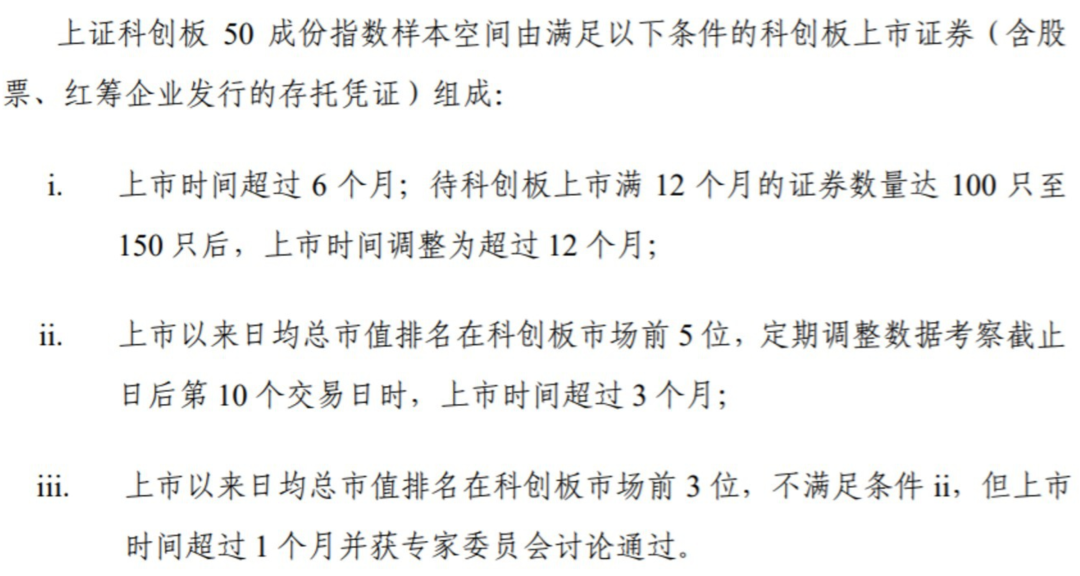 上证科创板 50 成份指数样本空间由满足以下条件的科创板上市证券（含股
票、红筹企业发行的存托凭证）组成：
i. 上市时间超过 6 个月；待科创板上市满 12 个月的证券数量达 100 只至
150 只后，上市时间调整为超过 12 个月；
ii. 上市以来日均总市值排名在科创板市场前 5 位，定期调整数据考察截止
日后第 10 个交易日时，上市时间超过 3 个月；
iii. 上市以来日均总市值排名在科创板市场前 3 位，不满足条件 ii，但上市
时间超过 1 个月并获专家委员会讨论通过。